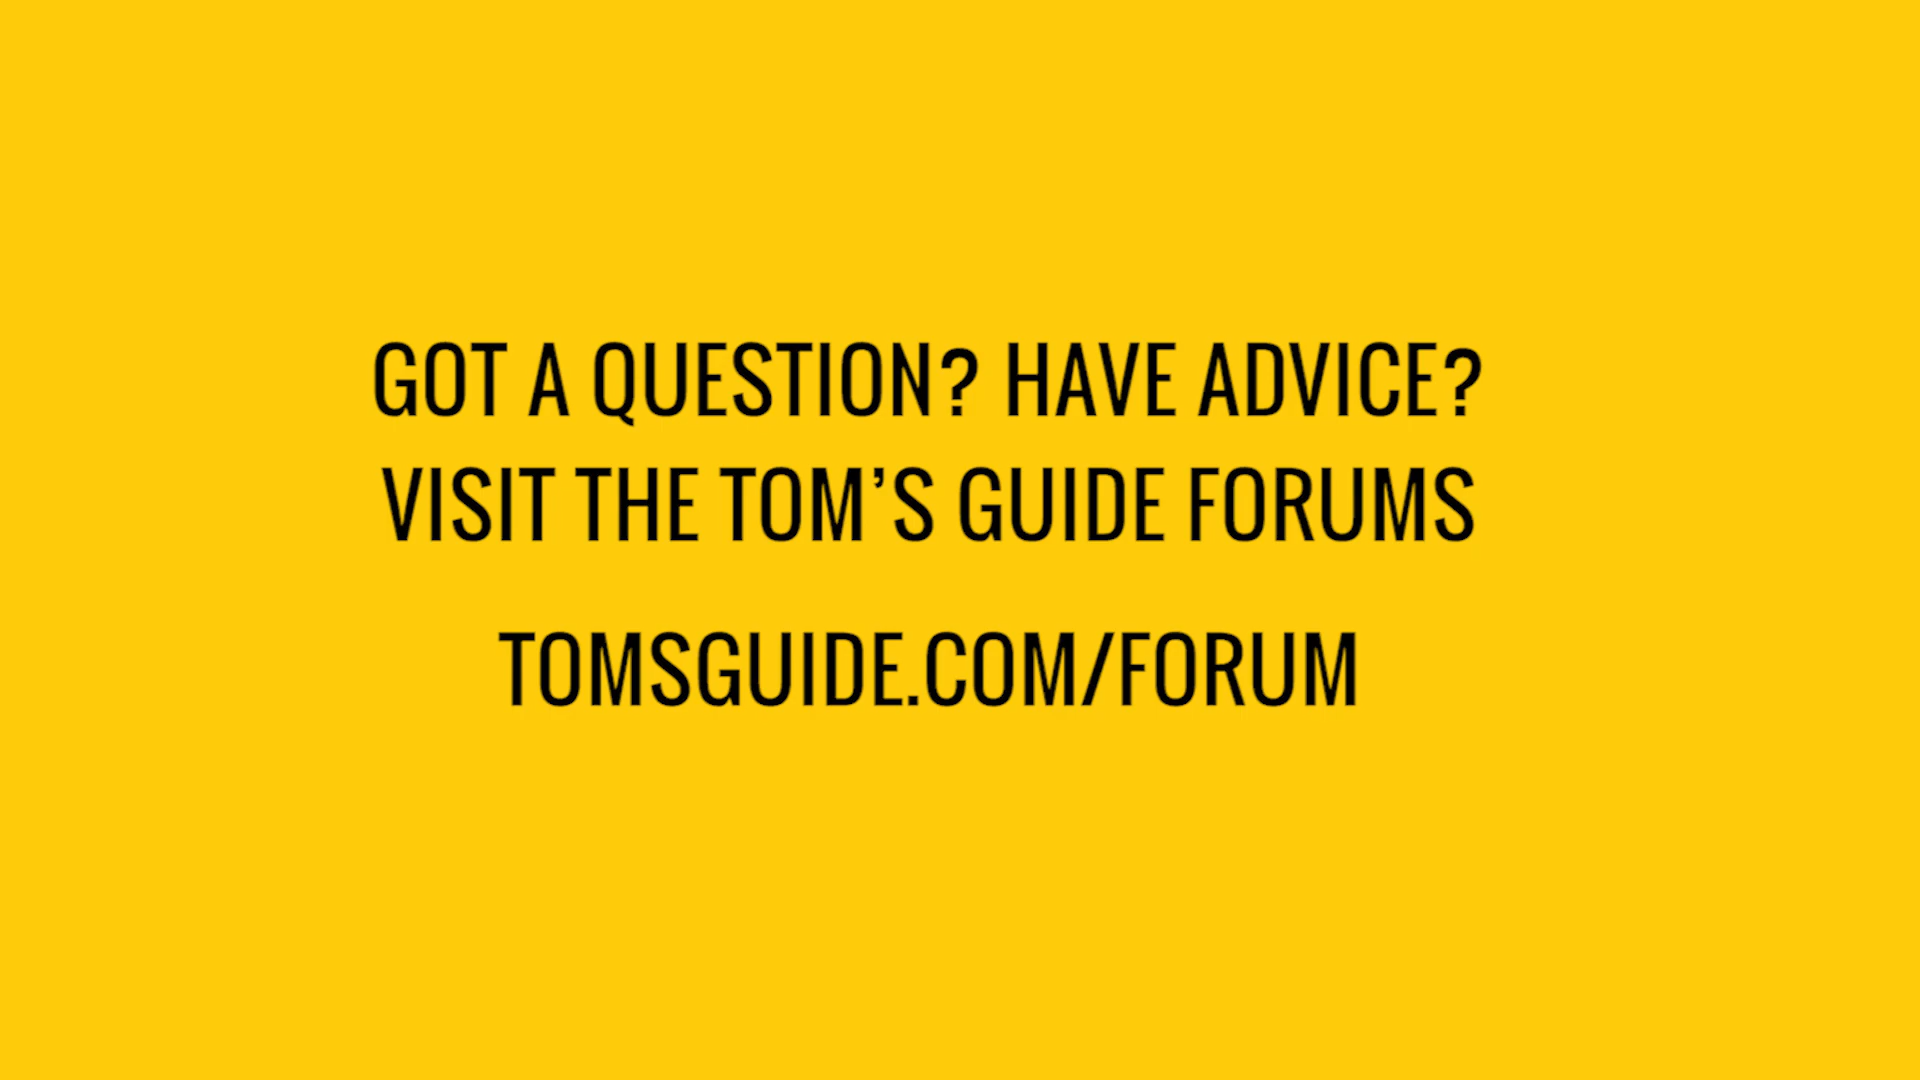 GOT A QUESTION? HAVE ADVICE?
VISIT THE TOM’S GUIDE FORUMS
TOMSGUIDE.COM/FORUM